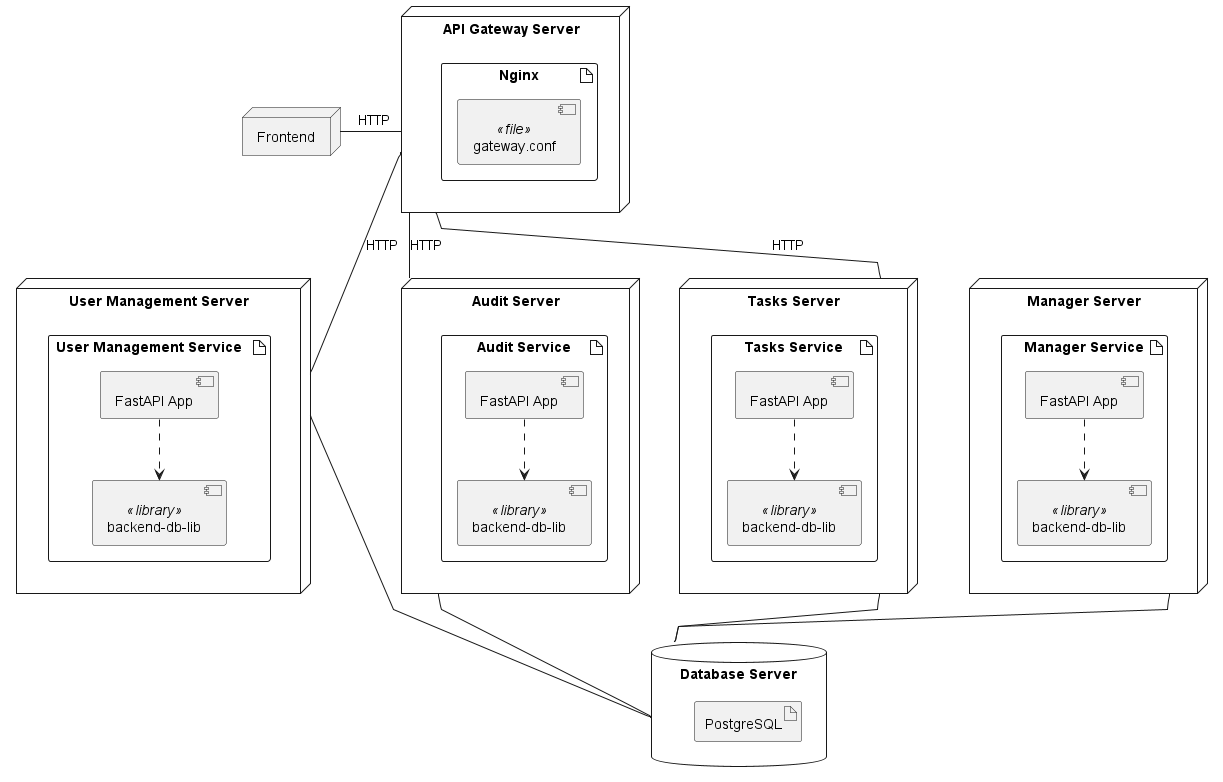 API Gateway Server
Nginx
«file»
gateway.conf
Frontend
HTTP
HTTP
HTTP
HTTP
User Management Server
User Management Service
FastAPI App
«library»
backend-db-lib
Audit Server
Audit Service
FastAPI App
«library»
backend-db-lib
Tasks Server
Tasks Service
FastAPI App
«library»
backend-db-lib
Manager Server
Manager Service
FastAPI App
«library»
backend-db-lib
Database Server
PostgreSQL